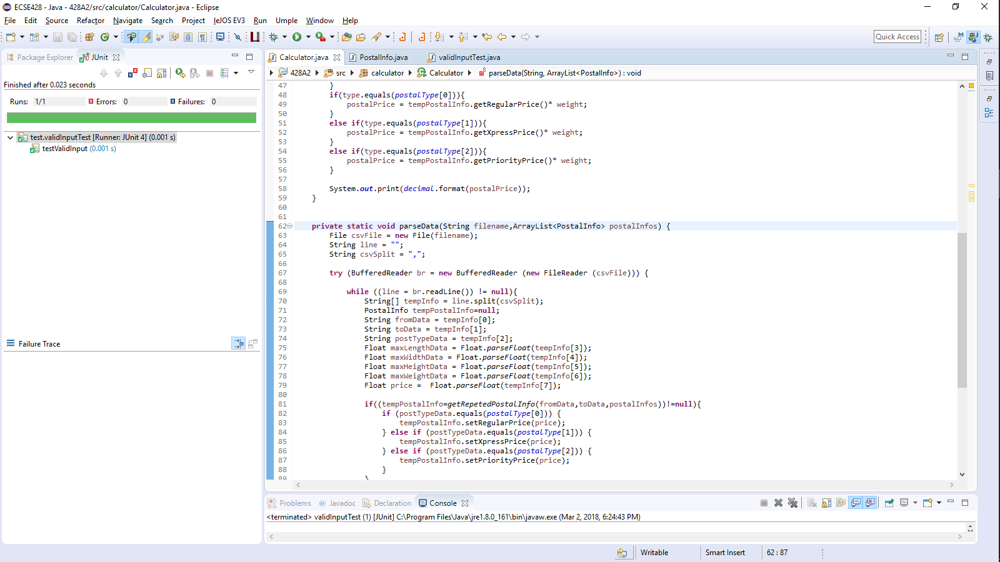 ECSE428 - Java - 428A2/src/calculator/Calculator.java - Eclipse
File Edit Source Refactor Navigate Search Project leJOS EV3 Run Umple Window Help
Quick Access
Package Explorer JUnit
Calculator.java PostalInfo.java validInputTest.java
428A2 src calculator Calculator parseData(String, ArrayList<PostalInfo>) : void
Finished after 0.023 seconds
Runs: 1/1 Errors: 0 Failures: 0
test.validInputTest [Runner: JUnit 4] (0.001 s)
testValidInput (0.001 s)
Failure Trace
47 }
48 if(type.equals(postalType[0])){
49 postalPrice = tempPostalInfo.getRegularPrice()* weight;
50 }
51 else if(type.equals(postalType[1])){
52 postalPrice = tempPostalInfo.getXpressPrice()* weight;
53 }
54 else if(type.equals(postalType[2])){
55 postalPrice = tempPostalInfo.getPriorityPrice()* weight;
56 }
57
58 System.out.print(decimal.format(postalPrice));
59 }
60
61
62 private static void parseData(String filename,ArrayList<PostalInfo> postalInfos) {
63 File csvFile = new File(filename);
64 String line = "";
65 String csvSplit = ",";
66
67 try (BufferedReader br = new BufferedReader (new FileReader (csvFile))) {
68
69 while ((line = br.readLine()) != null){
70 String[] tempInfo = line.split(csvSplit);
71 PostalInfo tempPostalInfo=null;
72 String fromData = tempInfo[0];
73 String toData = tempInfo[1];
74 String postTypeData = tempInfo[2];
75 Float maxLengthData = Float.parseFloat(tempInfo[3]);
76 Float maxWidthData = Float.parseFloat(tempInfo[4]);
77 Float maxHeightData = Float.parseFloat(tempInfo[5]);
78 Float maxWeightData = Float.parseFloat(tempInfo[6]);
79 Float price =  Float.parseFloat(tempInfo[7]);
80
81 if((tempPostalInfo=getRepetedPostalInfo(fromData,toData,postalInfos))!=null){
82 if (postTypeData.equals(postalType[0])) {
83 tempPostalInfo.setRegularPrice(price);
84 } else if (postTypeData.equals(postalType[1])) {
85 tempPostalInfo.setXpressPrice(price);
86 } else if (postTypeData.equals(postalType[2])) {
87 tempPostalInfo.setPriorityPrice(price);
88 }
89 }
Problems @ Javadoc Declaration Console
<terminated> validInputTest (1) [JUnit] C:\Program Files\Java\jre1.8.0_161\bin\javaw.exe (Mar 2, 2018, 6:24:43 PM)
Writable Smart Insert 62 : 87